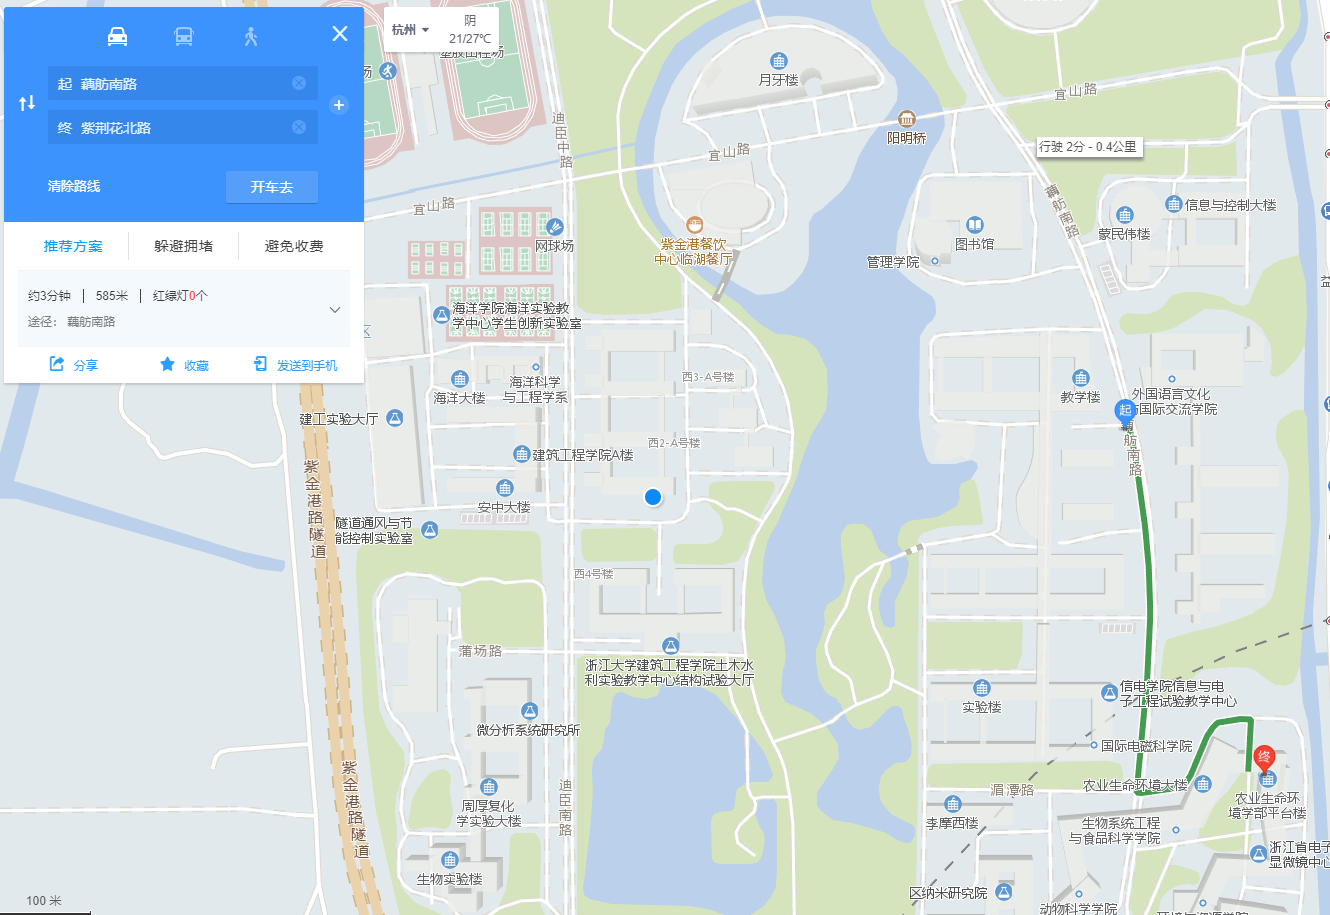 杭州
阴
21/27℃
起 藕舫南路
终 紫荆花北路
清除路线
开车去
推荐方案
躲避拥堵
避免收费
约3分钟
585米
红绿灯0个
途径： 藕舫南路
分享
收藏
发送到手机
月牙楼
宜山路
阳明桥
行驶 2分 - 0.4公里
迪臣中路
宜山路
宜山路
藕舫南路
信息与控制大楼
蒙民伟楼
图书馆
管理学院
网球场
紫金港餐饮
中心临湖餐厅
海洋学院海洋实验教
学中心学生创新实验室
区
海洋大楼
海洋科学
与工程学系
西3-A号楼
教学楼
外国语言文化
与国际交流学院
起
藕舫南路
建工实验大厅
西2-A号楼
建筑工程学院A楼
紫金港路隧道
安中大楼
隧道通风与节
能控制实验室
西4号楼
蒲场路
浙江大学建筑工程学院土木水
利实验教学中心结构试验大厅
信电学院信息与电
子工程试验教学中心
实验楼
微分析系统研究所
国际电磁科学院
终
紫金港路隧道
迪臣南路
湄潭路
农业生命环境大楼
周厚复化
学实验大楼
农业生命环
境学部平台楼
李摩西楼
生物系统工程
与食品科学学院
浙江省电子
显微镜中心
生物实验楼
区纳米研究院
动物科学学院
100 米